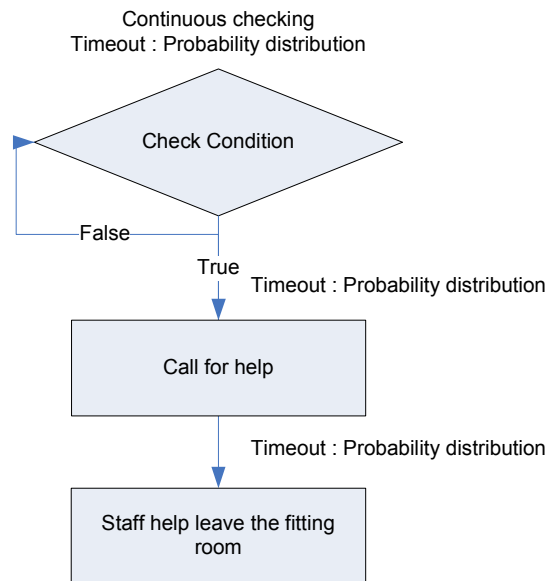 Continuous checking
Timeout : Probability distribution
Check Condition
False
True
Timeout : Probability distribution
Call for help
Timeout : Probability distribution
Staff help leave the fitting
room